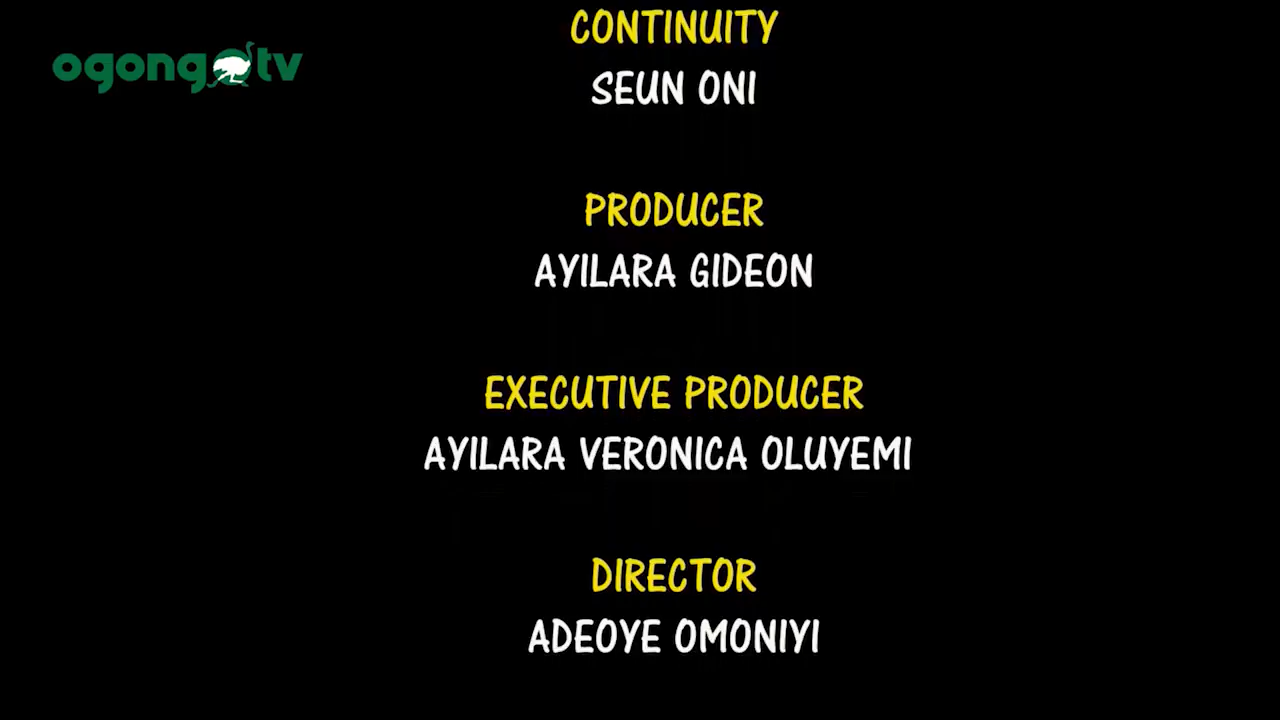 ogongotv
CONTINUITY
SEUN ONI
PRODUCER
AYILARA GIDEON
EXECUTIVE PRODUCER
AYILARA VERONICA OLUYEMI
DIRECTOR
ADEOYE OMONIYI